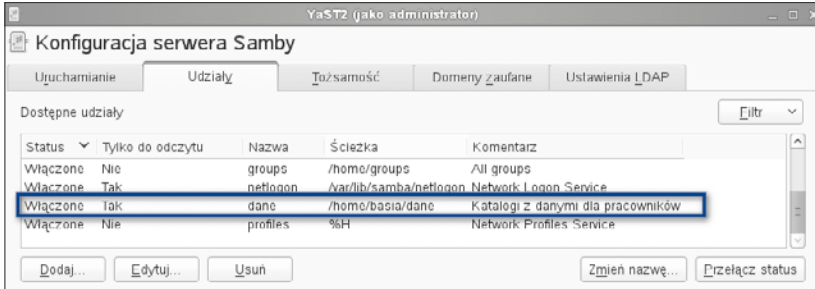 YaST2 (jako administrator)
Konfiguracja serwera Samby
Uruchamianie Udziały Tożsamość Domeny zaufane Ustawienia LDAP
Dostępne udziały Filtr
Status Tylko do odczytu Nazwa Ścieżka Komentarz
Włączone Nie groups /home/groups All groups
Włączone Tak netlogon /var/lib/samba/netlogon Network Logon Service
Włączone Tak dane /home/basia/dane Katalogi z danymi dla pracowników
Włączone Nie profiles %H Network Profiles Service
Dodaj... Edytuj... Usuń Zmień nazwę... Przełącz status